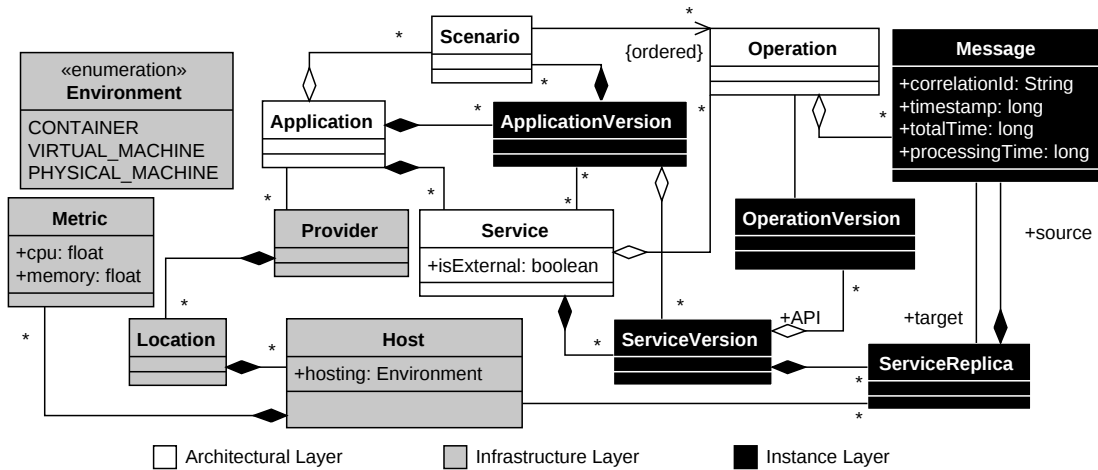 *
Scenario
*
{ordered}
Operation
Message
+correlationId: String
+timestamp: long
+totalTime: long
+processingTime: long
«enumeration»
Environment
CONTAINER
VIRTUAL_MACHINE
PHYSICAL_MACHINE
*
Application
*
ApplicationVersion
*
*
*
*
*
Metric
+cpu: float
+memory: float
Provider
Service
+isExternal: boolean
*
OperationVersion
+source
*
*
*
*
+API
+target
*
Location
*
Host
+hosting: Environment
*
ServiceVersion
ServiceReplica
*
*
Architectural Layer
Infrastructure Layer
Instance Layer